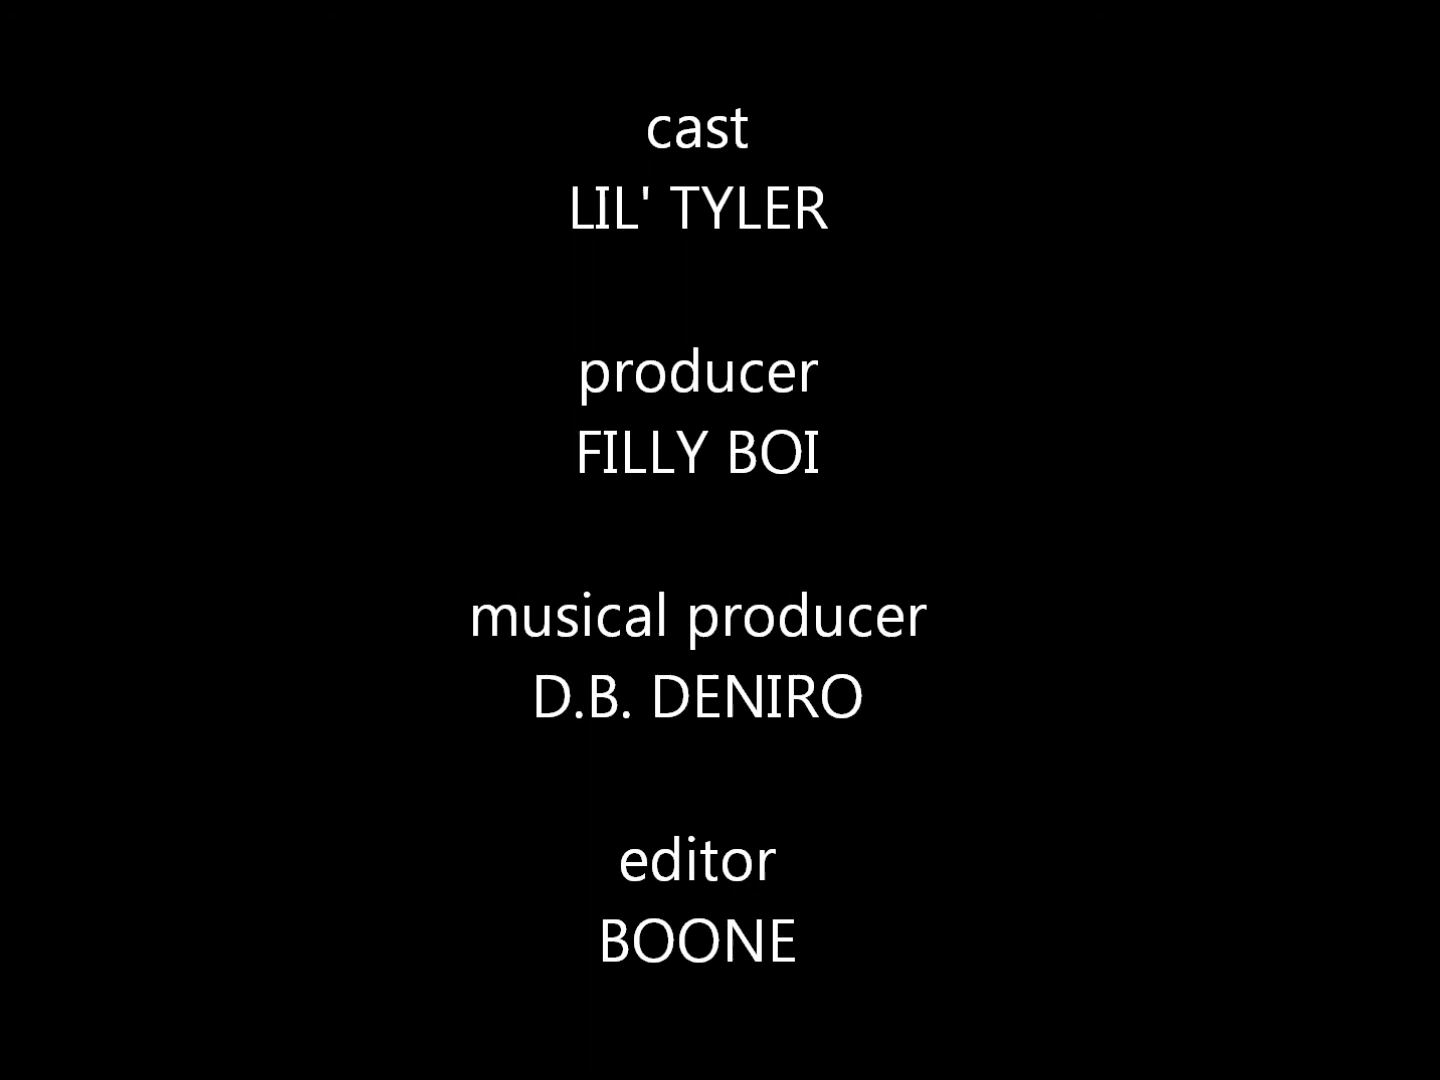 cast
LIL' TYLER
producer
FILLY BOI
musical producer
D.B. DENIRO
editor
BOONE